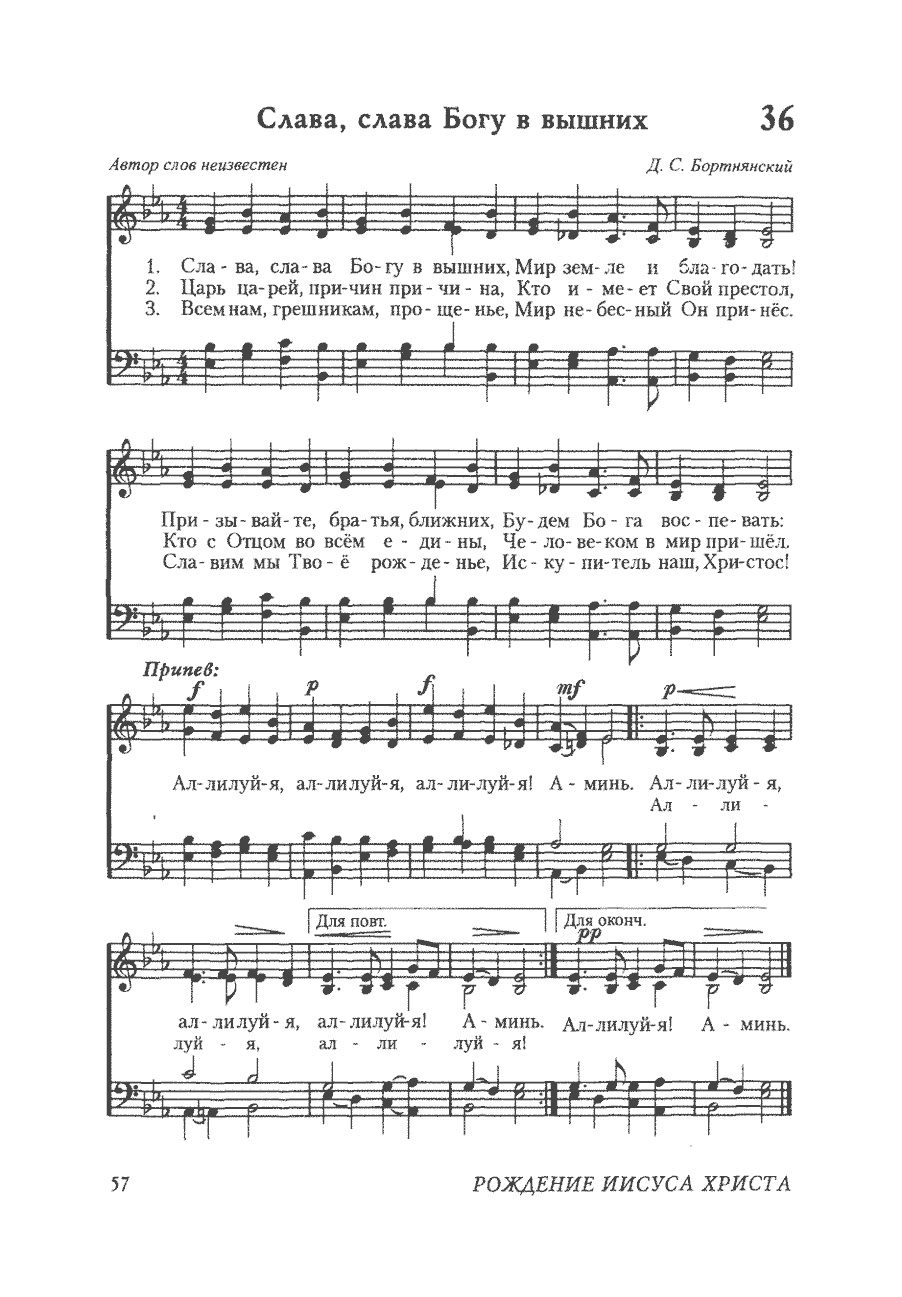 Слава, слава Богу в вышних 36
Автор слов неизвестен Д. С. Бортнянский
1. Сла - ва, сла - ва Бо - гу в вышних, Мир зем - ле и бла - го - дать!
2. Царь ца - рей, при - чин при - чи - на, Кто и - ме - ет Свой престол,
3. Всем нам, грешникам, про - ще - нье, Мир не - бес - ный Он при - нёс.
При - зы - вай - те, бра - тья, ближних, Бу - дем Бо - га вос - пе - вать:
Кто с Отцом во всём е - ди - ны, Че - ло - ве - ком в мир при - шёл.
Сла - вим мы Тво - ё рож - де - нье, Ис - ку - пи - тель наш, Хри - стос!
Припев:
f p f mf p
Ал - лилуй - я, ал - лилуй - я, ал - ли - луй - я! А - минь. Ал - ли - луй - я,
Ал - ли -
Для повт. Для оконч.
pp
ал - лилуй - я, ал - лилуй - я! А - минь. Ал - лилуй - я! А - минь.
луй - я, ал - ли - луй - я!
57 РОЖДЕНИЕ ИИСУСА ХРИСТА